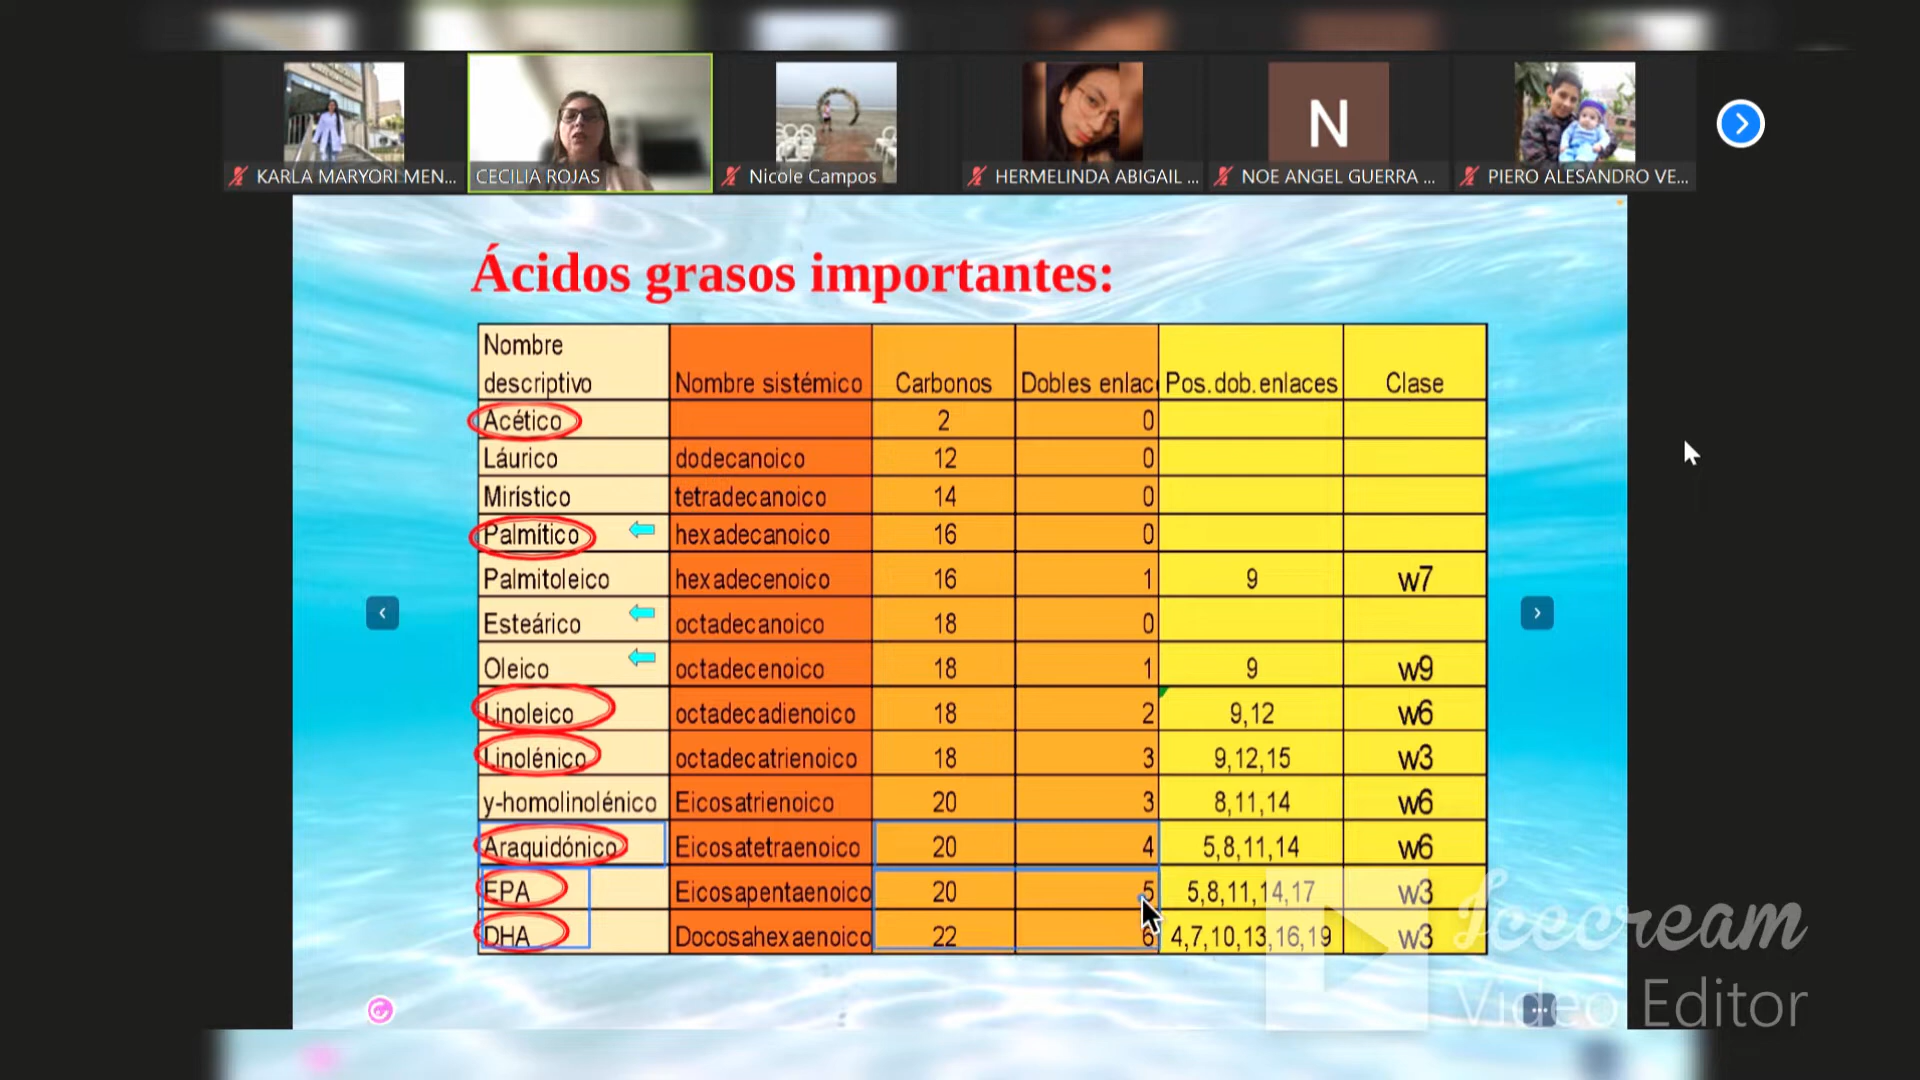 KARLA MARYORI MEN...
CECILIA ROJAS
Nicole Campos
HERMELINDA ABIGAIL ...
N
NOE ANGEL GUERRA ...
PIERO ALESANDRO VE...
Ácidos grasos importantes:
Nombre descriptivo Nombre sistémico Carbonos Dobles enlac Pos.dob.enlaces Clase
Acético 2 0
Láurico dodecanoico 12 0
Mirístico tetradecanoico 14 0
Palmítico hexadecanoico 16 0
Palmitoleico hexadecenoico 16 1 9 w7
Esteárico octadecanoico 18 0
Oleico octadecenoico 18 1 9 w9
Linoleico octadecadienoico 18 2 9,12 w6
Linolénico octadecatrienoico 18 3 9,12,15 w3
y-homolinolénico Eicosatrienoico 20 3 8,11,14 w6
Araquidónico Eicosatetraenoico 20 4 5,8,11,14 w6
EPA Eicosapentaenoico 20 5 5,8,11,14,17 w3
DHA Docosahexaenoico 22 6 4,7,10,13,16,19 w3
Icecream
Video Editor